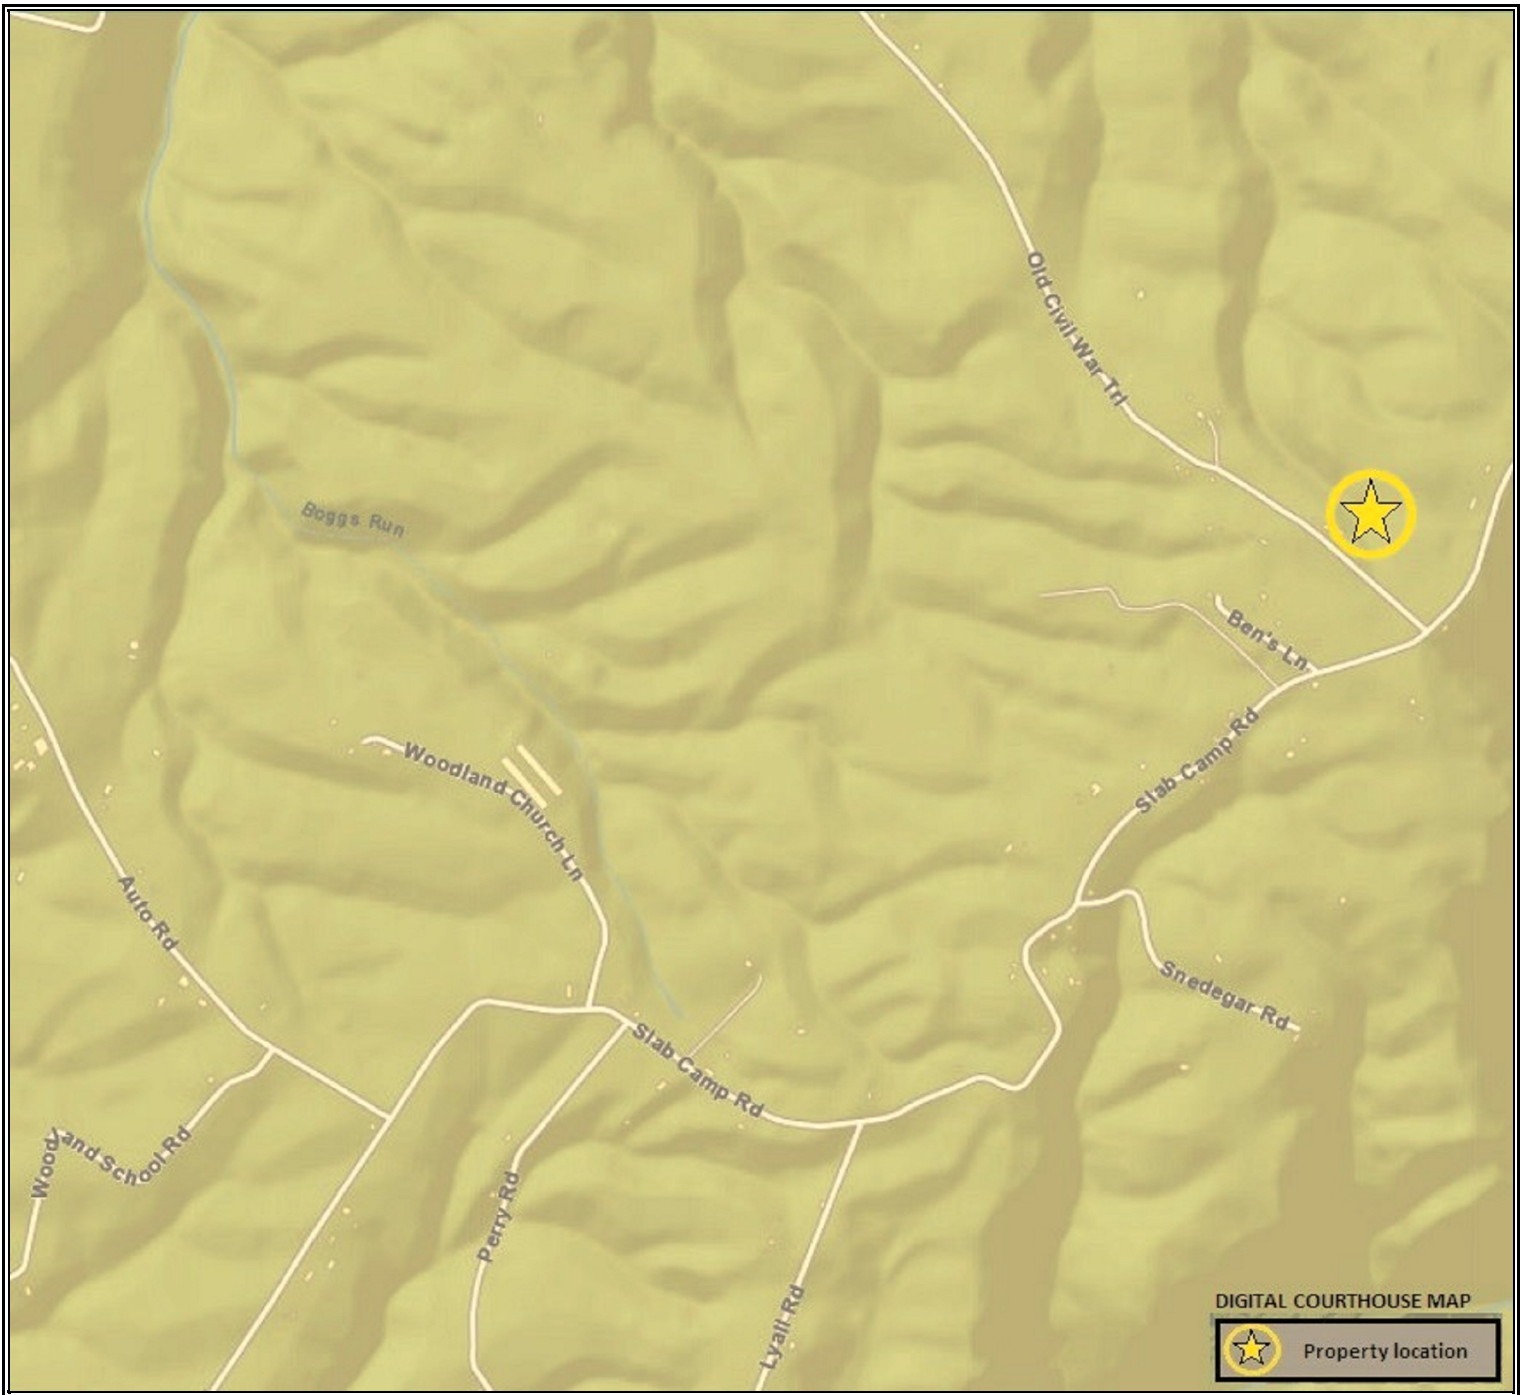 Old Civil War Trl
Boggs Run
Ben's Ln
Slab Camp Rd
Woodland Church Ln
Auto Rd
Snedegar Rd
Slab Camp Rd
Woodland School Rd
Perry Rd
Lyall Rd
DIGITAL COURTHOUSE MAP
Property location